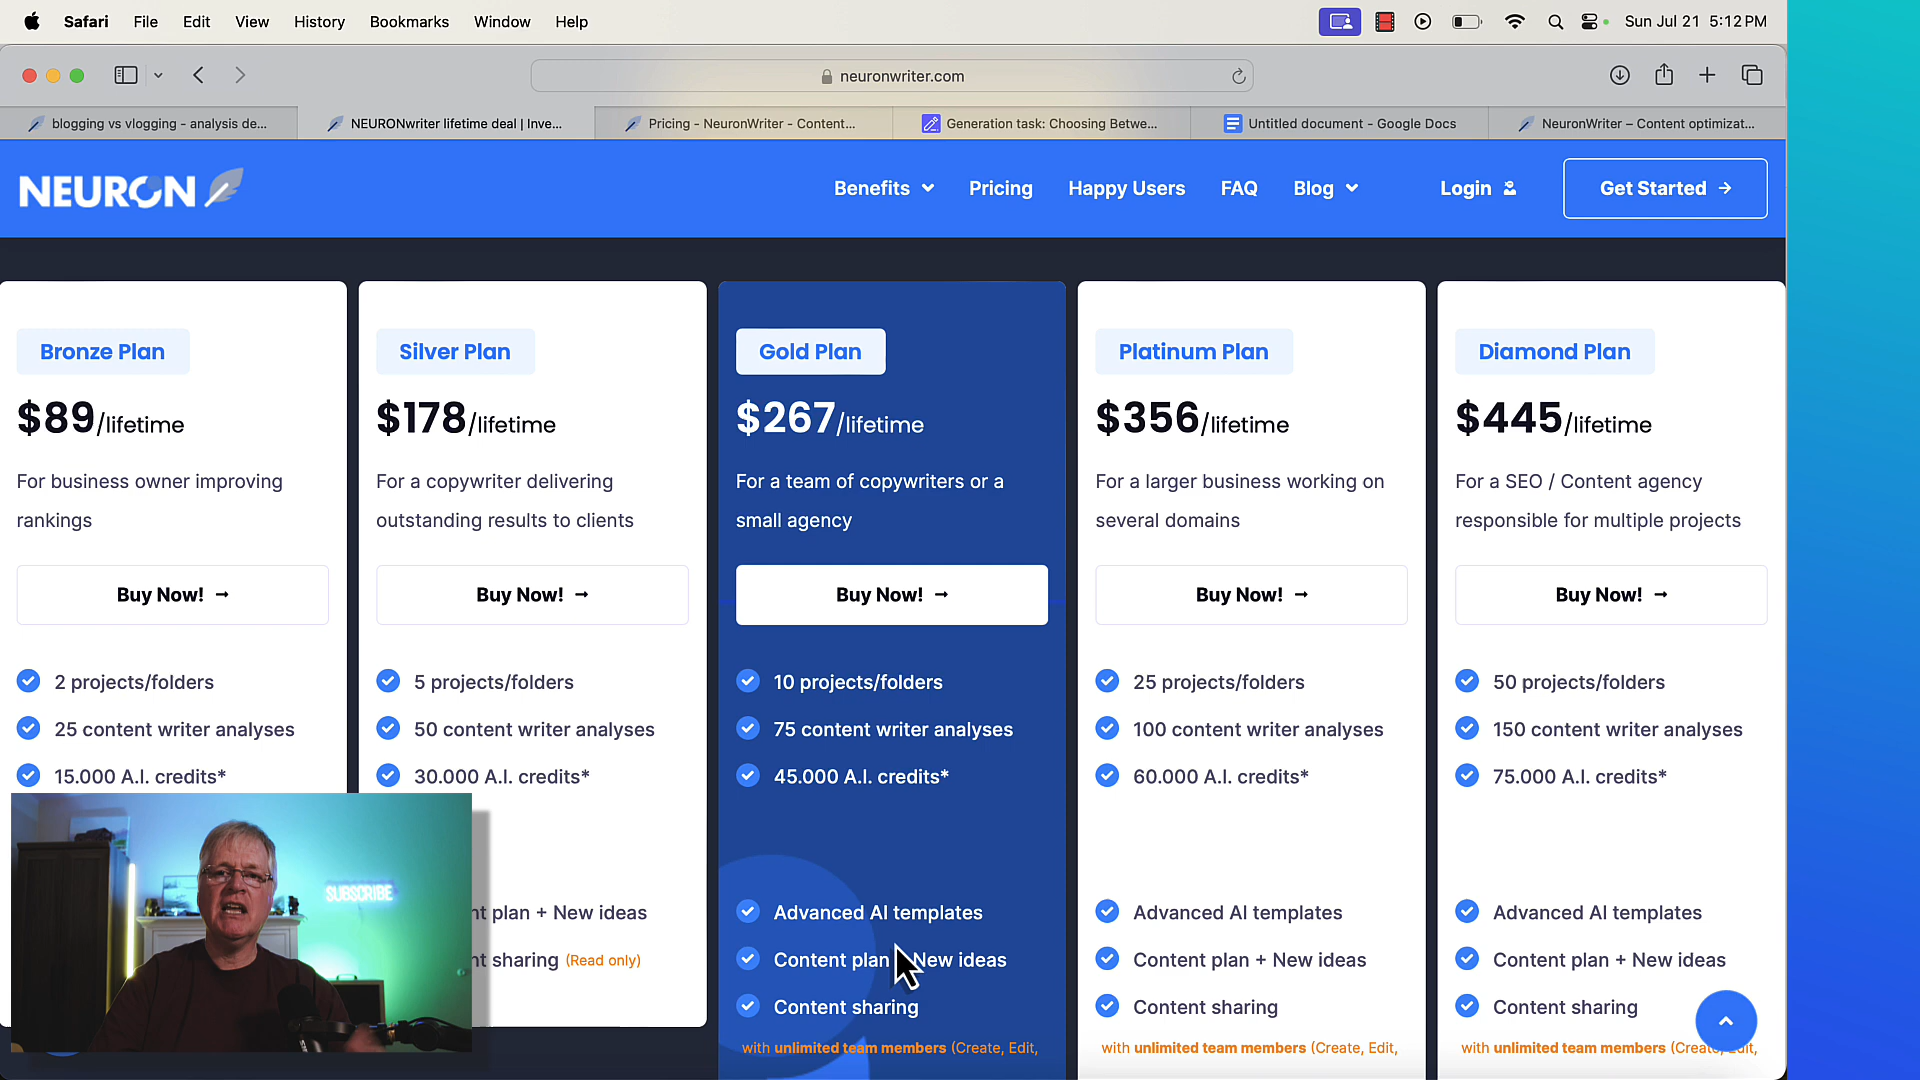 Safari File Edit View History Bookmarks Window Help
Sun Jul 21 5:12 PM
neuronwriter.com
blogging vs vlogging - analysis de...
NEURONwriter lifetime deal | Inve...
Pricing - NeuronWriter - Content...
Generation task: Choosing Betwe...
Untitled document - Google Docs
NeuronWriter – Content optimizat...
NEURON
Benefits Pricing Happy Users FAQ Blog Login Get Started →
Bronze Plan
$89/lifetime
For business owner improving
rankings
Buy Now! →
2 projects/folders
25 content writer analyses
15.000 A.I. credits*
Silver Plan
$178/lifetime
For a copywriter delivering
outstanding results to clients
Buy Now! →
5 projects/folders
50 content writer analyses
30.000 A.I. credits*
nt plan + New ideas
nt sharing (Read only)
Gold Plan
$267/lifetime
For a team of copywriters or a
small agency
Buy Now! →
10 projects/folders
75 content writer analyses
45.000 A.I. credits*
Advanced AI templates
Content plan New ideas
Content sharing
with unlimited team members (Create, Edit,
Platinum Plan
$356/lifetime
For a larger business working on
several domains
Buy Now! →
25 projects/folders
100 content writer analyses
60.000 A.I. credits*
Advanced AI templates
Content plan + New ideas
Content sharing
with unlimited team members (Create, Edit,
Diamond Plan
$445/lifetime
For a SEO / Content agency
responsible for multiple projects
Buy Now! →
50 projects/folders
150 content writer analyses
75.000 A.I. credits*
Advanced AI templates
Content plan + New ideas
Content sharing
with unlimited team members (Create, Edit,
SUBSCRIBE